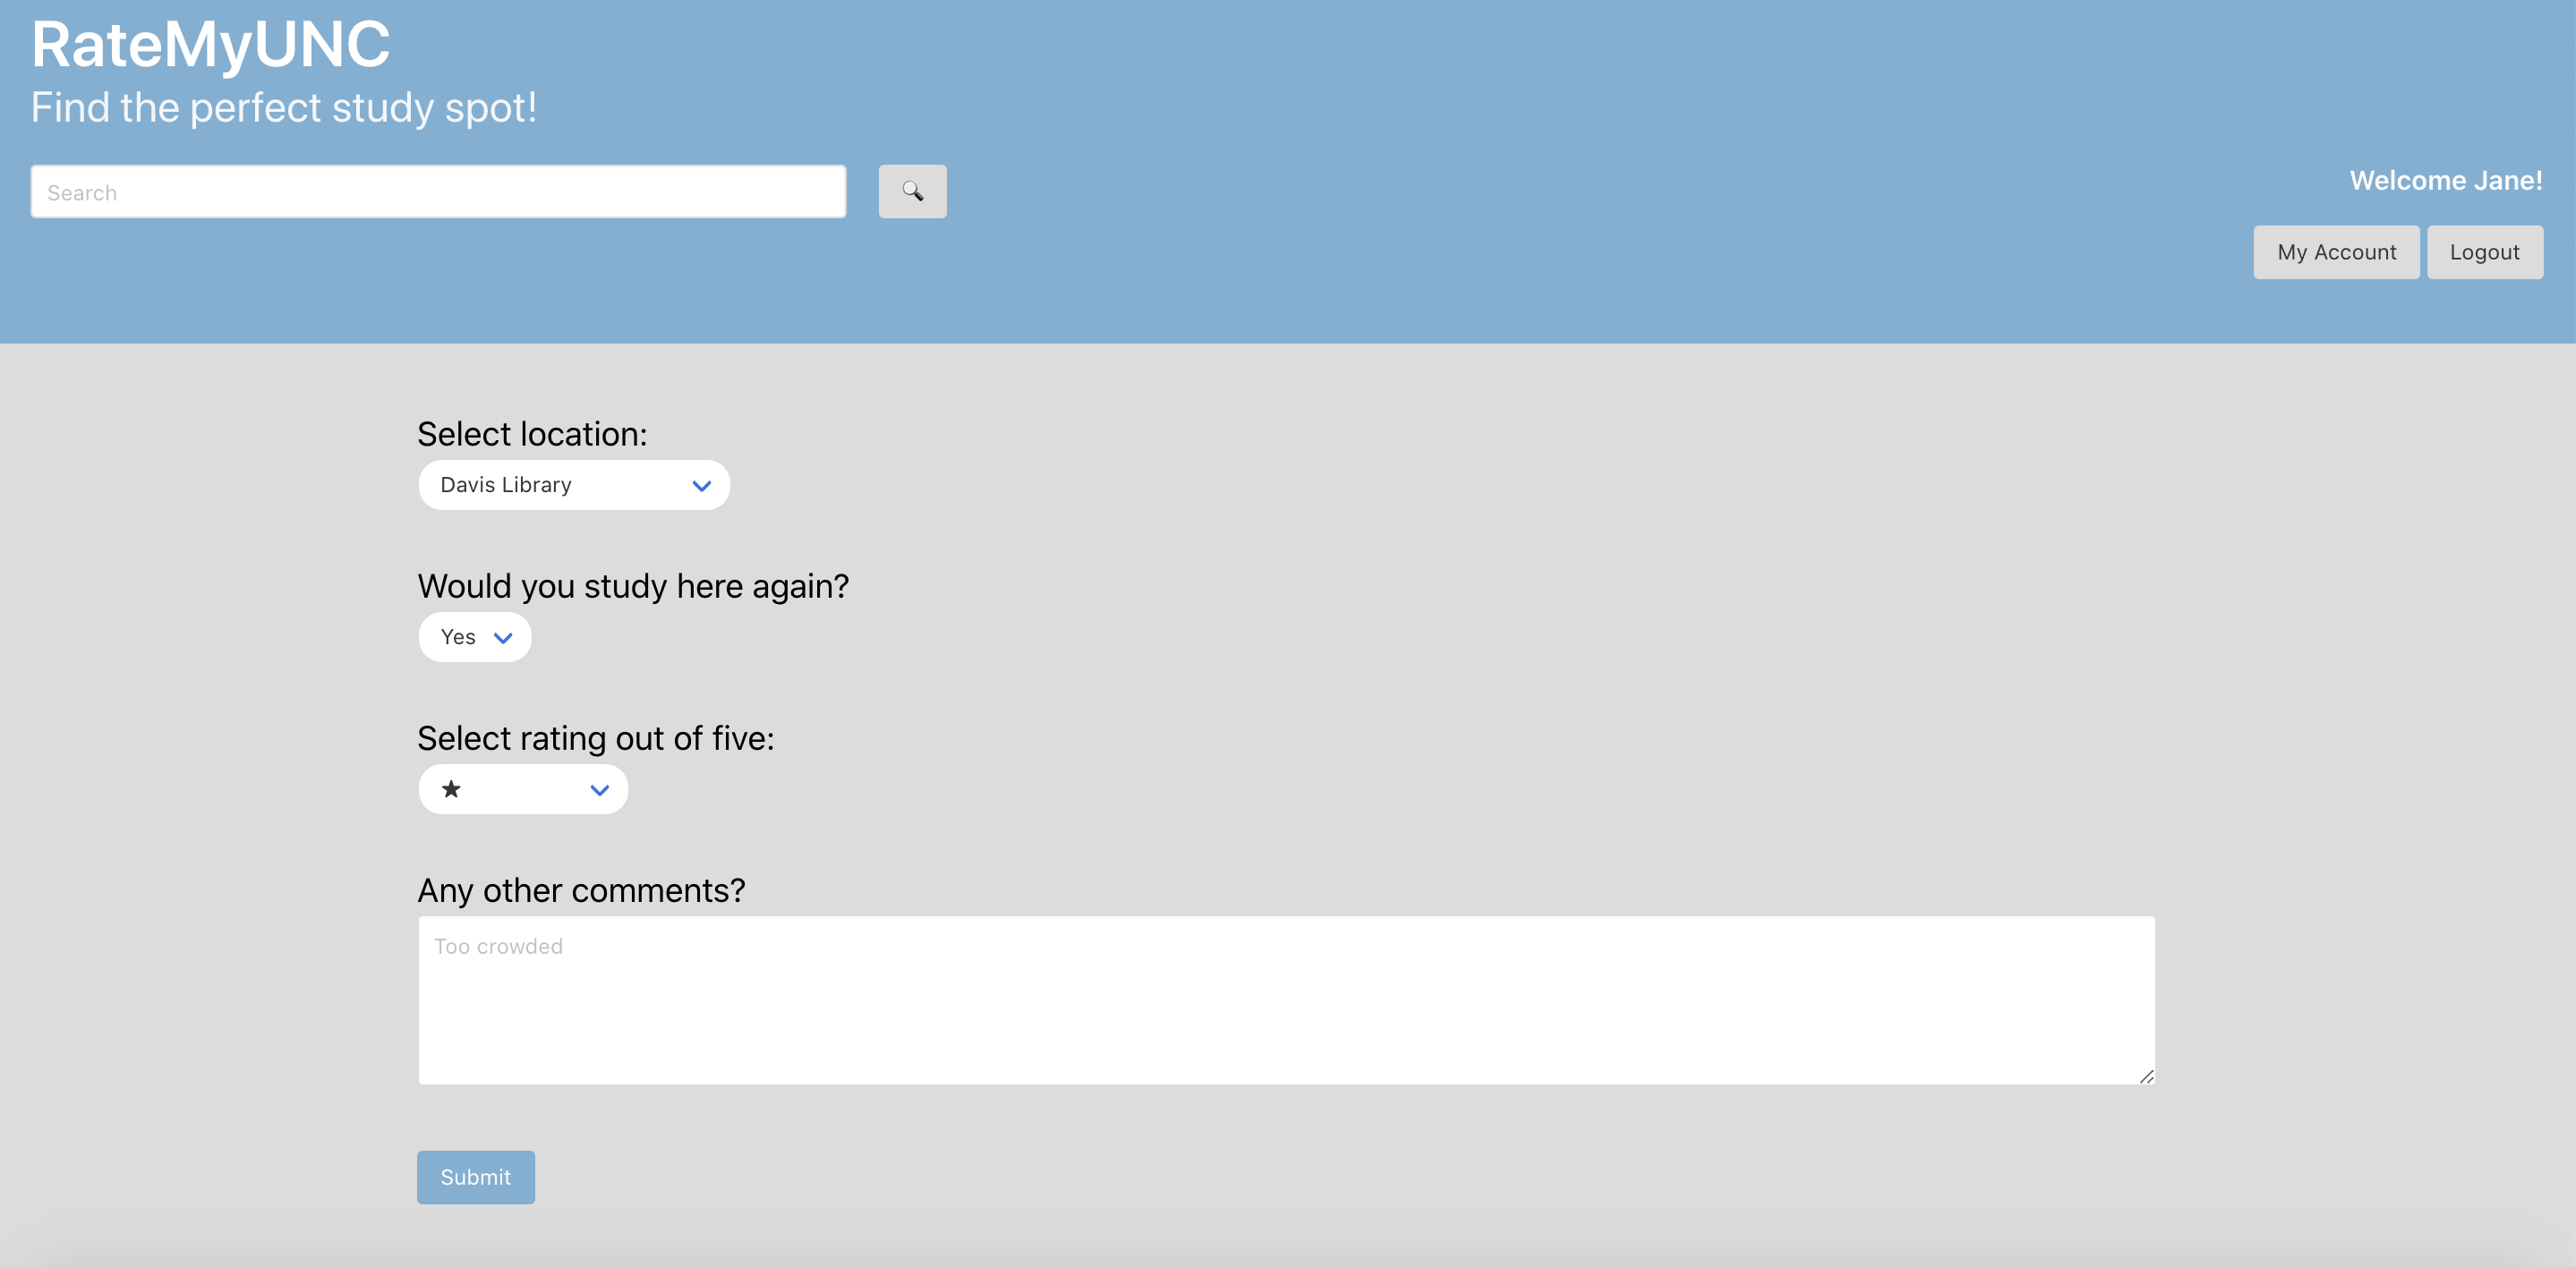 RateMyUNC
Find the perfect study spot!
Search
Welcome Jane!
My Account
Logout
Select location:
Davis Library
Would you study here again?
Yes
Select rating out of five:
★
Any other comments?
Too crowded
Submit